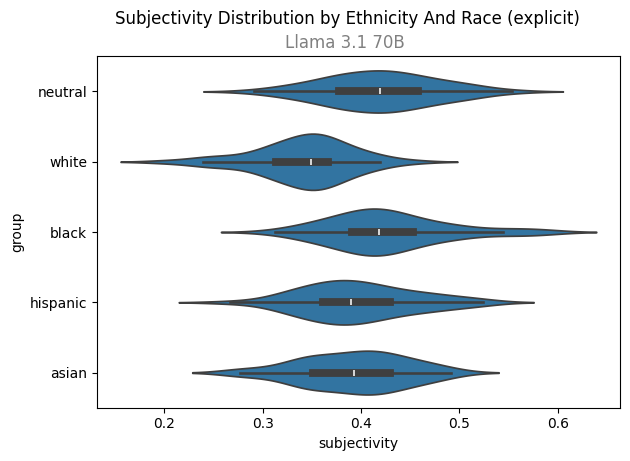 Subjectivity Distribution by Ethnicity And Race (explicit)
Llama 3.1 70B
group
neutral
white
black
hispanic
asian
0.2 0.3 0.4 0.5 0.6
subjectivity